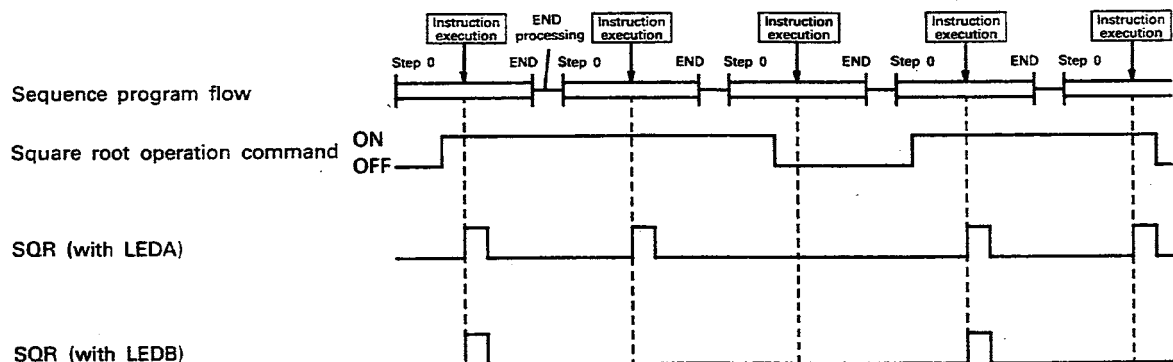 Instruction execution
END processing
Instruction execution
Instruction execution
Instruction execution
Instruction execution
Step 0 END Step 0 END Step 0 END Step 0 END Step 0
Sequence program flow
Square root operation command ON
OFF
SQR (with LEDA)
SQR (with LEDB)